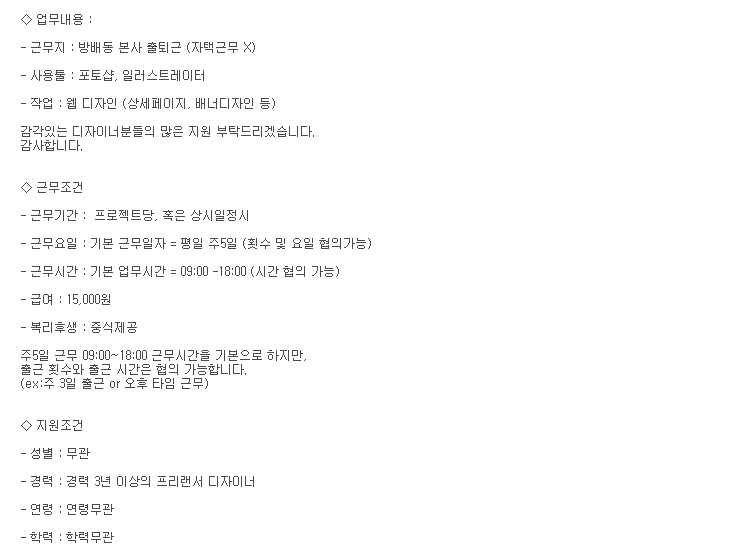 ◇ 업무내용 :
- 근무지 : 방배동 본사 출퇴근 (자택근무 X)
- 사용툴 : 포토샵, 일러스트레이터
- 작업 : 웹 디자인 (상세페이지, 배너디자인 등)
감각있는 디자이너분들의 많은 지원 부탁드리겠습니다.
감사합니다.
◇ 근무조건
- 근무기간 : 프로젝트당, 혹은 상시일정시
- 근무요일 : 기본 근무일자 = 평일 주5일 (횟수 및 요일 협의가능)
- 근무시간 : 기본 업무시간 = 09:00 -18:00 (시간 협의 가능)
- 급여 : 15,000원
- 복리후생 : 중식제공
주5일 근무 09:00~18:00 근무시간을 기본으로 하지만,
출근 횟수와 출근 시간은 협의 가능합니다.
(ex:주 3일 출근 or 오후 타임 근무)
◇ 지원조건
- 성별 : 무관
- 경력 : 경력 3년 이상의 프리랜서 디자이너
- 연령 : 연령무관
- 학력 : 학력무관